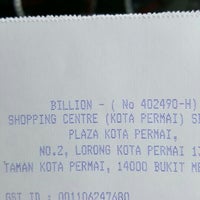 BILLION - ( No 402490-H)
SHOPPING CENTRE (KOTA PERMAI)
PLAZA KOTA PERMAI,
NO.2, LORONG KOTA PERMAI
TAMAN KOTA PERMAI, 14000 BUKIT
GST ID : 001106247680